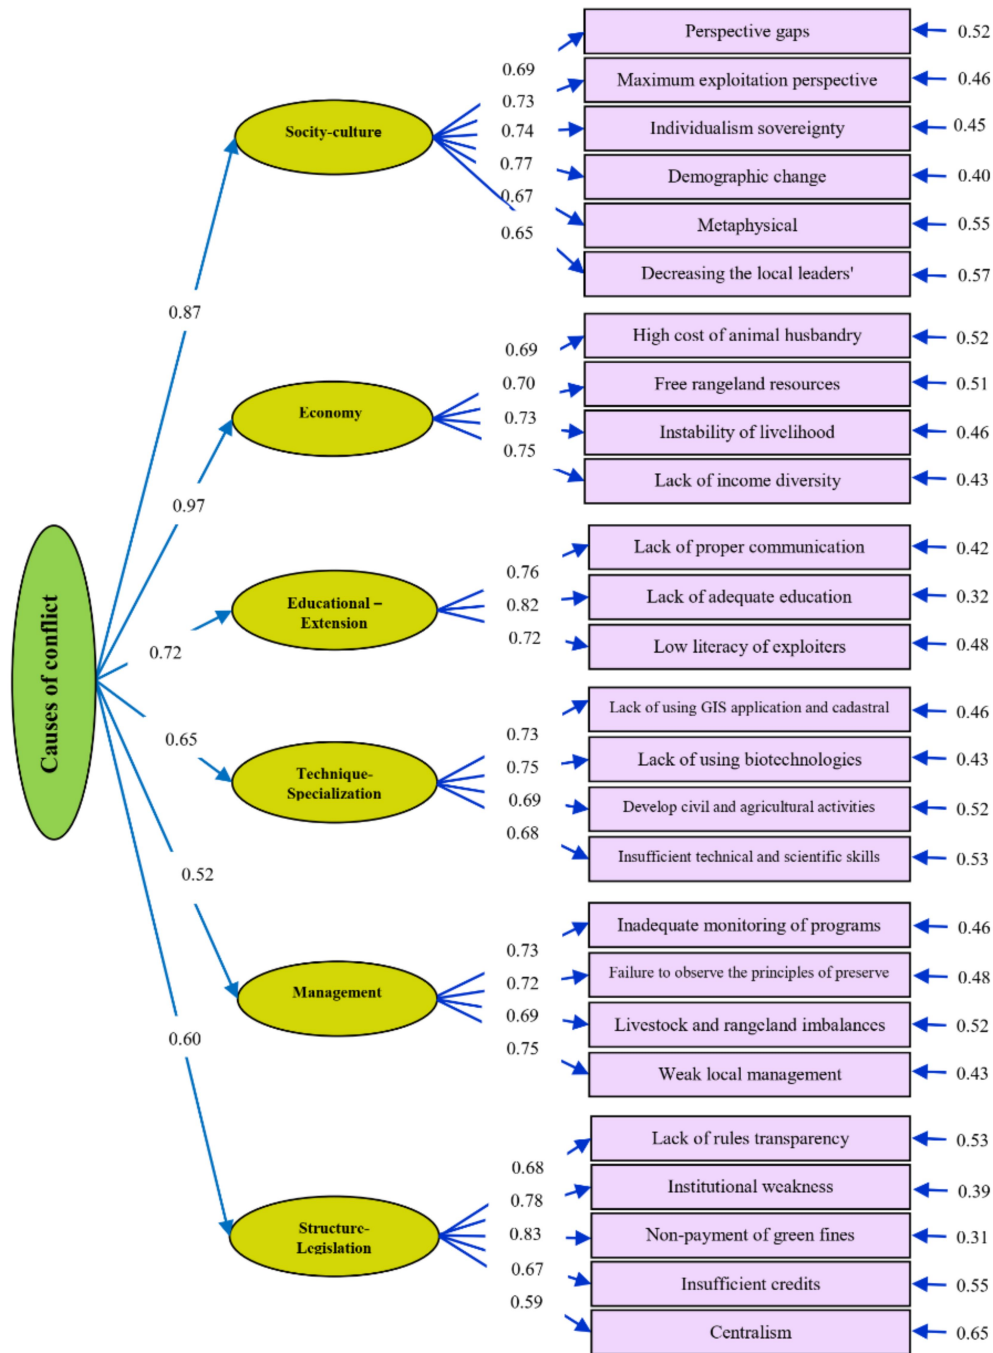 Causes of conflict
0.87
0.97
0.72
0.65
0.52
0.60
Socity-culture
0.69
0.73
0.74
0.77
0.67
0.65
Perspective gaps
0.52
Maximum exploitation perspective
0.46
Individualism sovereignty
0.45
Demographic change
0.40
Metaphysical
0.55
Decreasing the local leaders'
0.57
Economy
0.69
0.70
0.73
0.75
High cost of animal husbandry
0.52
Free rangeland resources
0.51
Instability of livelihood
0.46
Lack of income diversity
0.43
Educational –
Extension
0.76
0.82
0.72
Lack of proper communication
0.42
Lack of adequate education
0.32
Low literacy of exploiters
0.48
Technique-
Specialization
0.73
0.75
0.69
0.68
Lack of using GIS application and cadastral
0.46
Lack of using biotechnologies
0.43
Develop civil and agricultural activities
0.52
Insufficient technical and scientific skills
0.53
Management
0.73
0.72
0.69
0.75
Inadequate monitoring of programs
0.46
Failure to observe the principles of preserve
0.48
Livestock and rangeland imbalances
0.52
Weak local management
0.43
Structure-
Legislation
0.68
0.78
0.83
0.67
0.59
Lack of rules transparency
0.53
Institutional weakness
0.39
Non-payment of green fines
0.31
Insufficient credits
0.55
Centralism
0.65